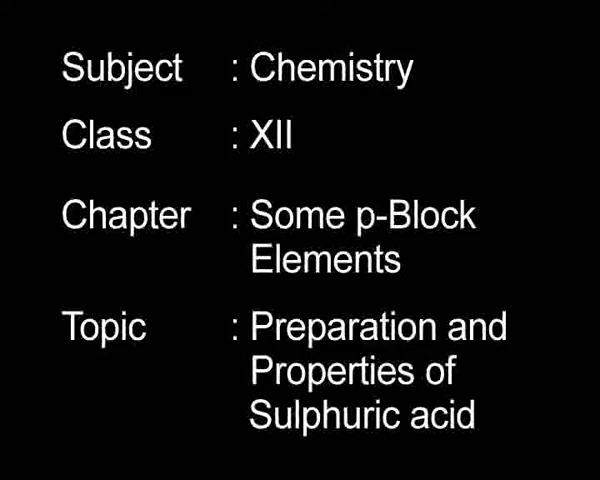 Subject : Chemistry
Class : XII
Chapter : Some p-Block
Elements
Topic : Preparation and
Properties of
Sulphuric acid